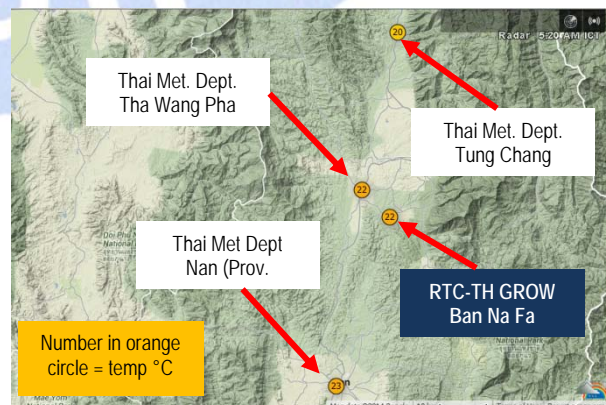 20
Radar 5:20 AM ICT
Thai Met. Dept.
Tha Wang Pha
Thai Met. Dept.
Tung Chang
22
22
Thai Met Dept
Nan (Prov.
RTC-TH GROW
Ban Na Fa
Number in orange
circle = temp °C
23